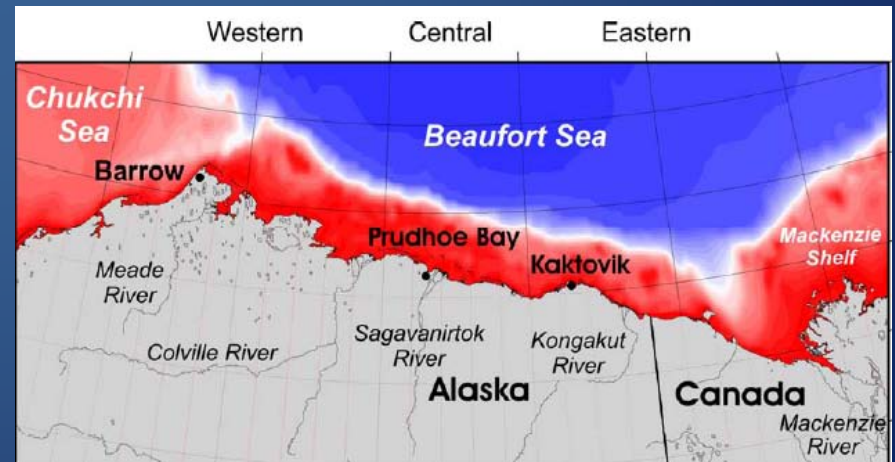 Western
Central
Eastern
Chukchi
Sea
Beaufort Sea
Barrow
Prudhoe Bay
Kaktovik
Mackenzie
Shelf
Meade
River
Colville River
Sagavanirtok
River
Kongakut
River
Alaska
Canada
Mackenzie
River